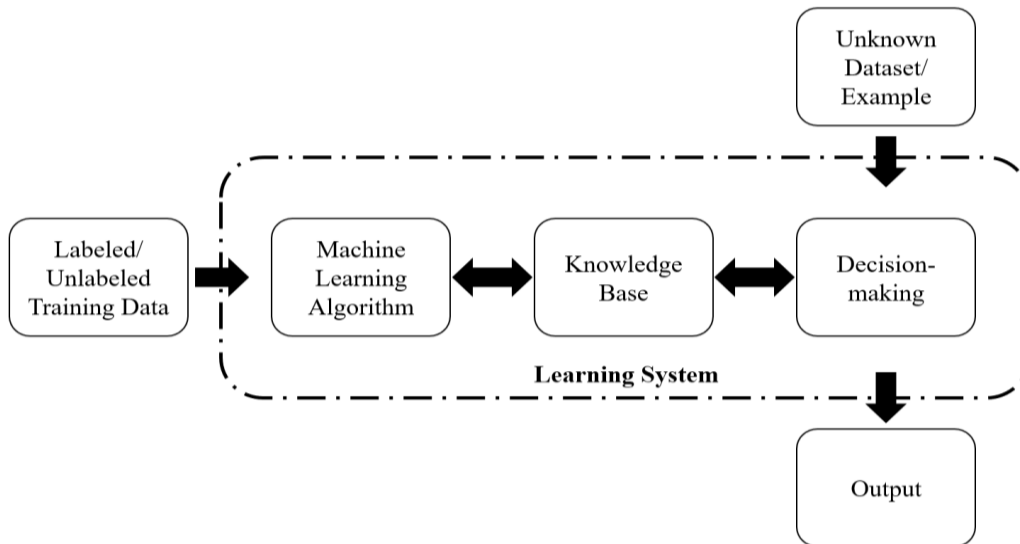 Unknown
Dataset/
Example
Labeled/
Unlabeled
Training Data
Machine
Learning
Algorithm
Knowledge
Base
Decision-
making
Learning System
Output